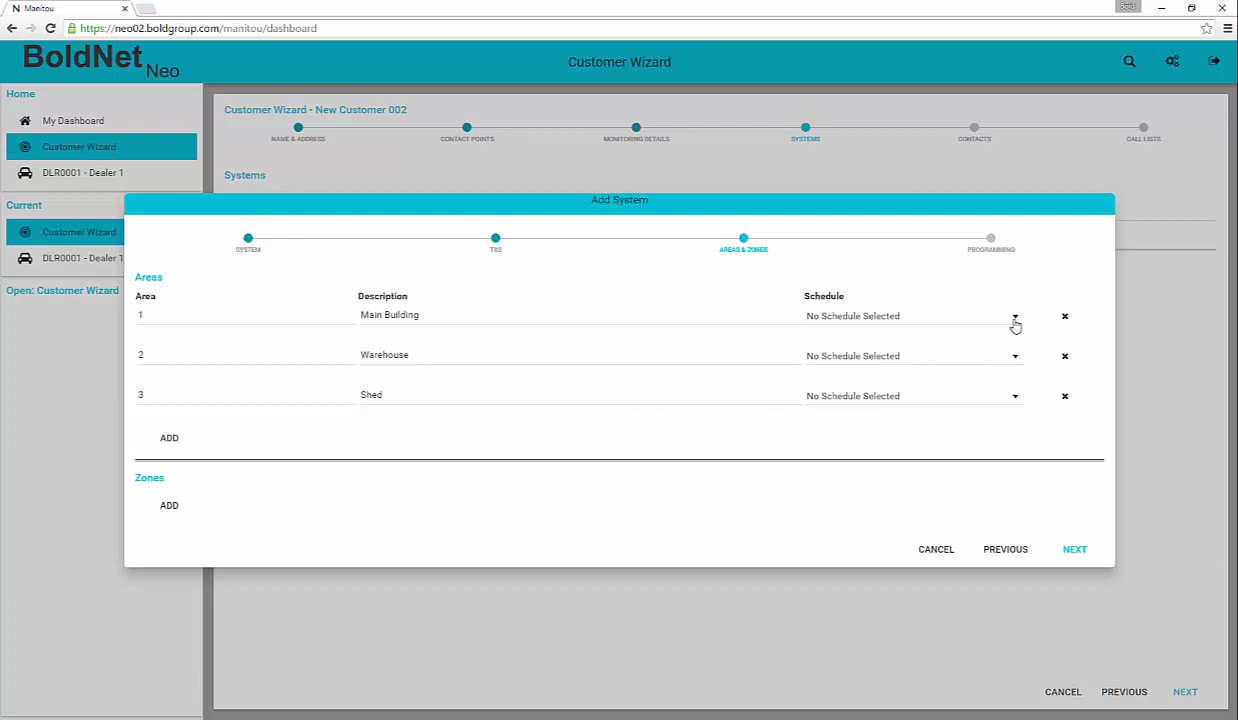 Manitou
Bold
https://neo02.boldgroup.com/manitou/dashboard
BoldNet Neo
Customer Wizard
Home
My Dashboard
Customer Wizard
DLR0001 - Dealer 1
Current
Customer Wizard
DLR0001 - Dealer 1
Open: Customer Wizard
Customer Wizard - New Customer 002
NAME & ADDRESS CONTACT POINTS MONITORING DETAILS SYSTEMS CONTACTS CALL LISTS
Systems
Add System
SYSTEM TXS AREAS & ZONES PROGRAMMING
Areas
Area Description Schedule
1 Main Building No Schedule Selected
2 Warehouse No Schedule Selected
3 Shed No Schedule Selected
ADD
Zones
ADD
CANCEL PREVIOUS NEXT
CANCEL PREVIOUS NEXT